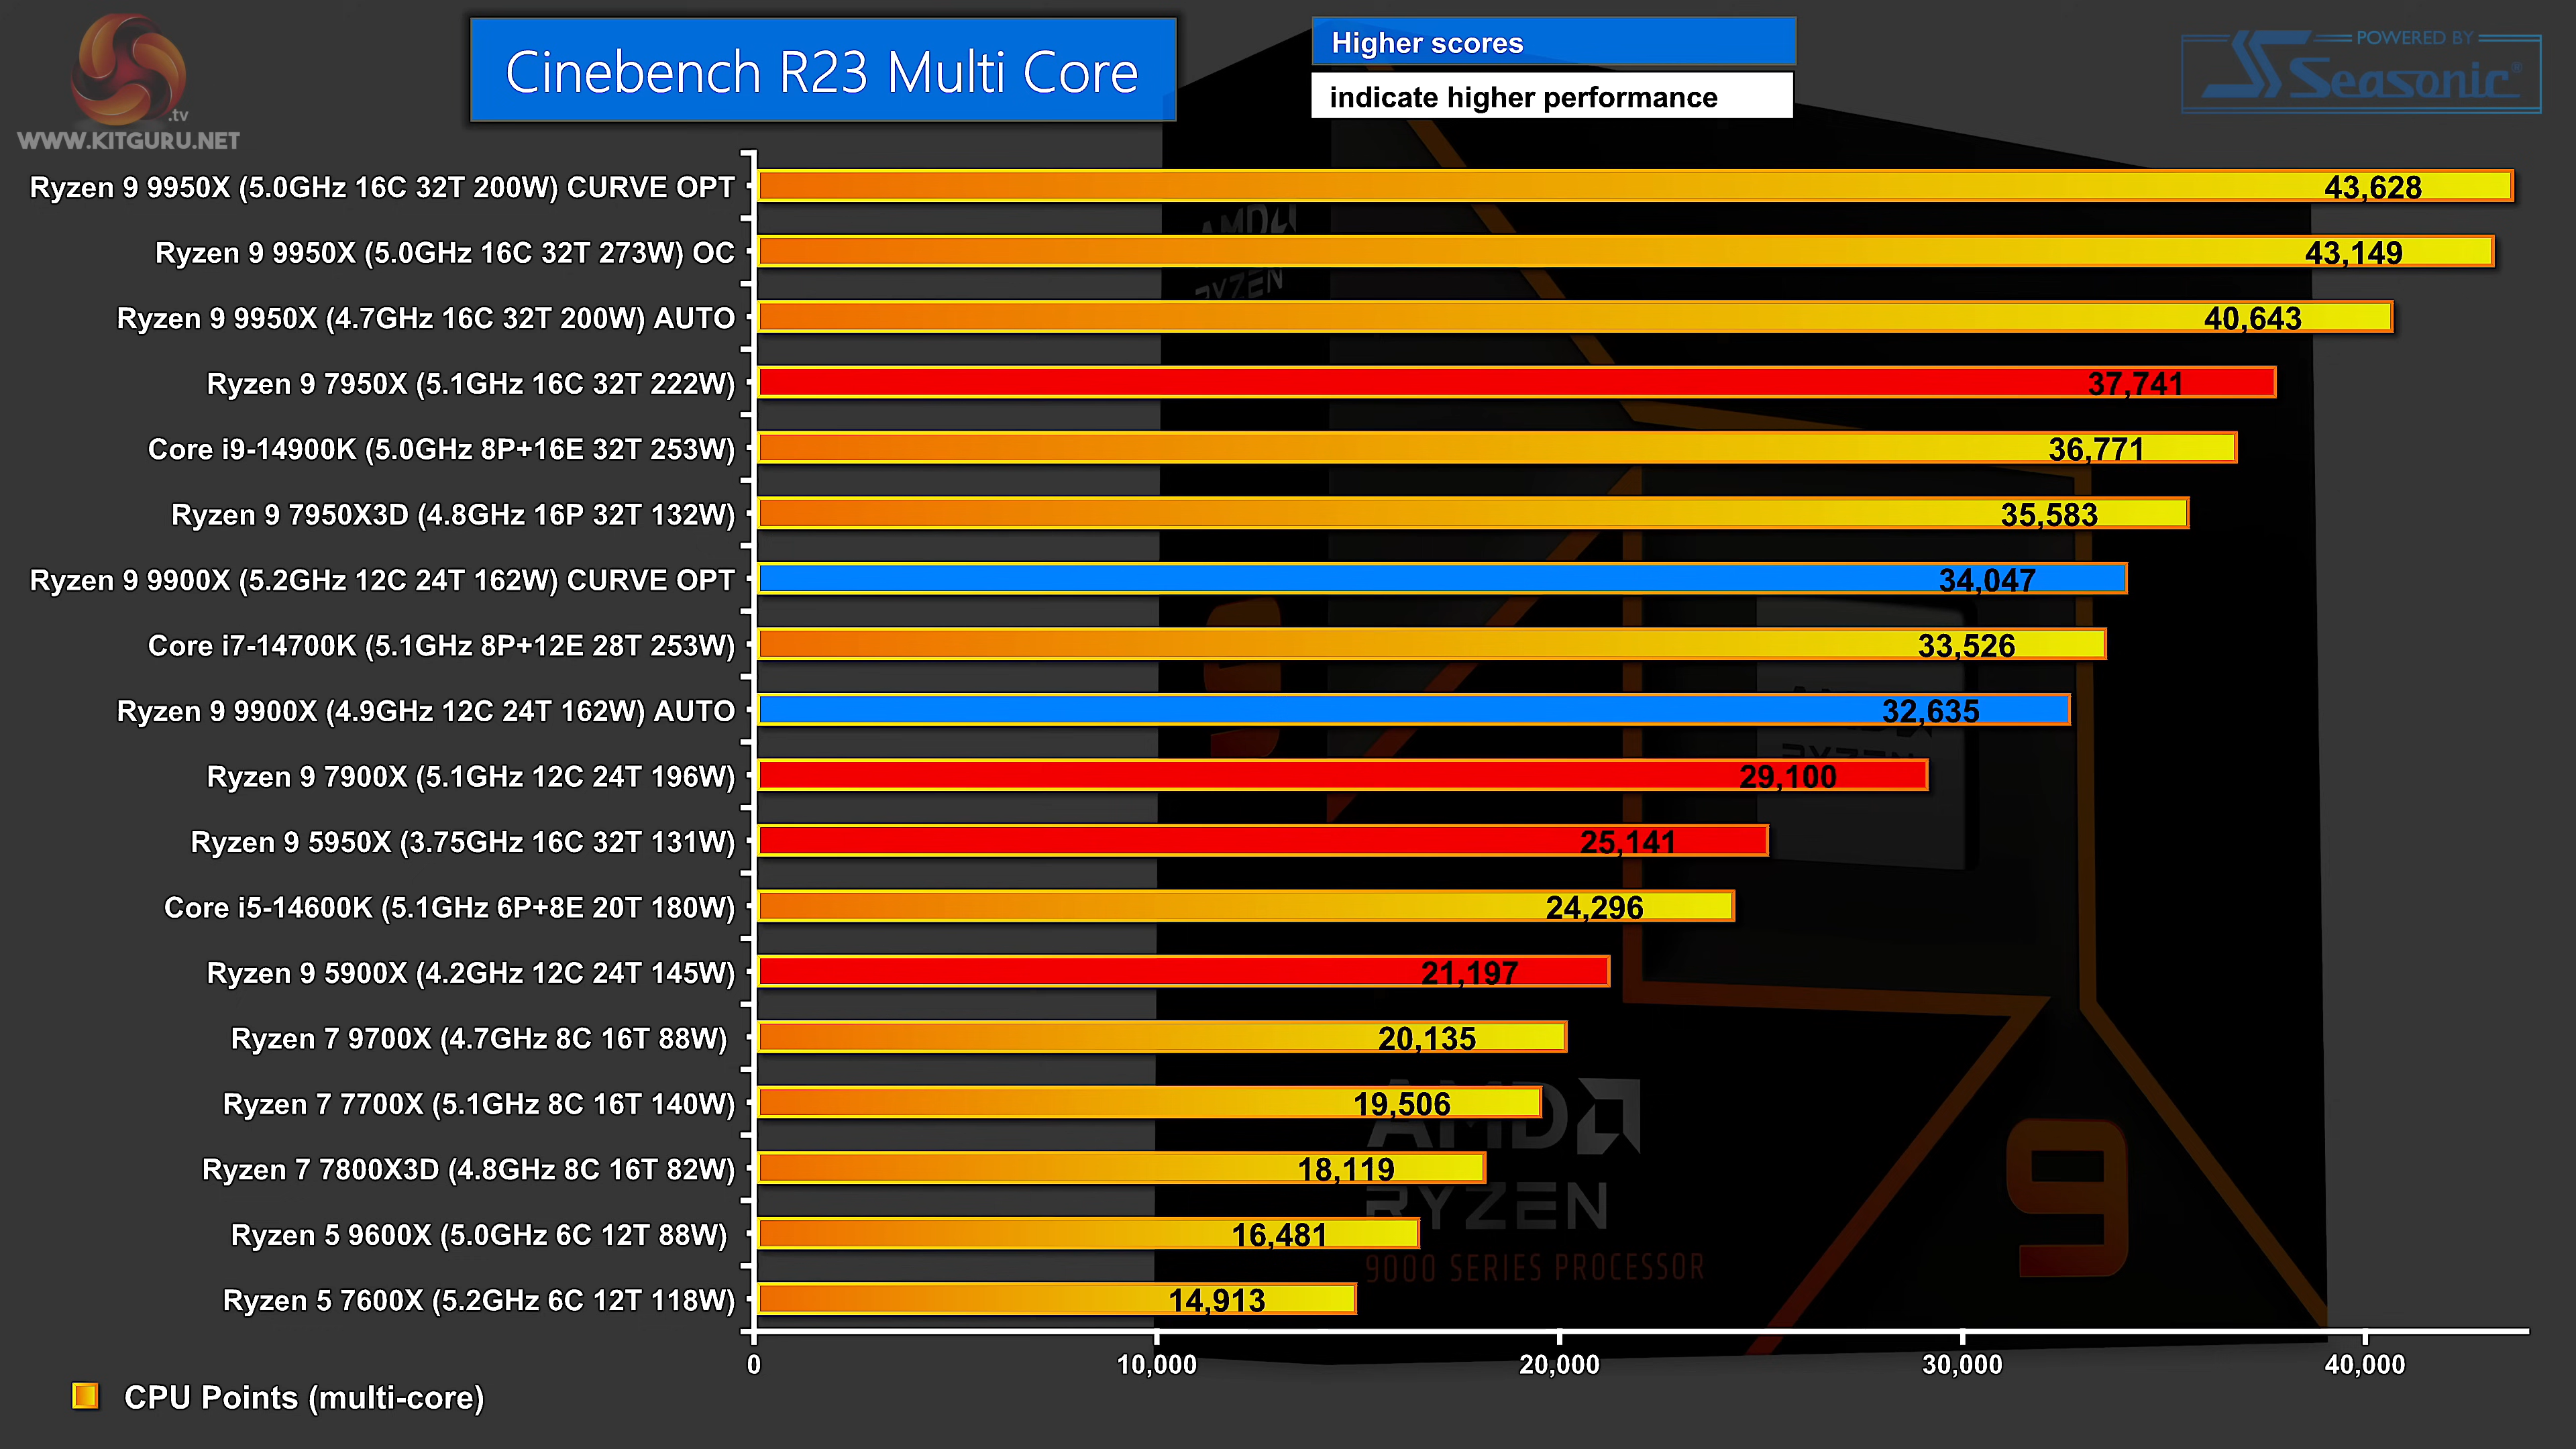 .tv
WWW.KITGURU.NET
Cinebench R23 Multi Core
Higher scores
indicate higher performance
POWERED BY
Seasonic®
Ryzen 9 9950X (5.0GHz 16C 32T 200W) CURVE OPT 43,628
Ryzen 9 9950X (5.0GHz 16C 32T 273W) OC 43,149
Ryzen 9 9950X (4.7GHz 16C 32T 200W) AUTO 40,643
Ryzen 9 7950X (5.1GHz 16C 32T 222W) 37,741
Core i9-14900K (5.0GHz 8P+16E 32T 253W) 36,771
Ryzen 9 7950X3D (4.8GHz 16P 32T 132W) 35,583
Ryzen 9 9900X (5.2GHz 12C 24T 162W) CURVE OPT 34,047
Core i7-14700K (5.1GHz 8P+12E 28T 253W) 33,526
Ryzen 9 9900X (4.9GHz 12C 24T 162W) AUTO 32,635
Ryzen 9 7900X (5.1GHz 12C 24T 196W) 29,100
Ryzen 9 5950X (3.75GHz 16C 32T 131W) 25,141
Core i5-14600K (5.1GHz 6P+8E 20T 180W) 24,296
Ryzen 9 5900X (4.2GHz 12C 24T 145W) 21,197
Ryzen 7 9700X (4.7GHz 8C 16T 88W) 20,135
Ryzen 7 7700X (5.1GHz 8C 16T 140W) 19,506
Ryzen 7 7800X3D (4.8GHz 8C 16T 82W) 18,119
Ryzen 5 9600X (5.0GHz 6C 12T 88W) 16,481
Ryzen 5 7600X (5.2GHz 6C 12T 118W) 14,913
0 10,000 20,000 30,000 40,000
CPU Points (multi-core)
AMD
RYZEN
AMD
RYZEN
9000 SERIES PROCESSOR
9